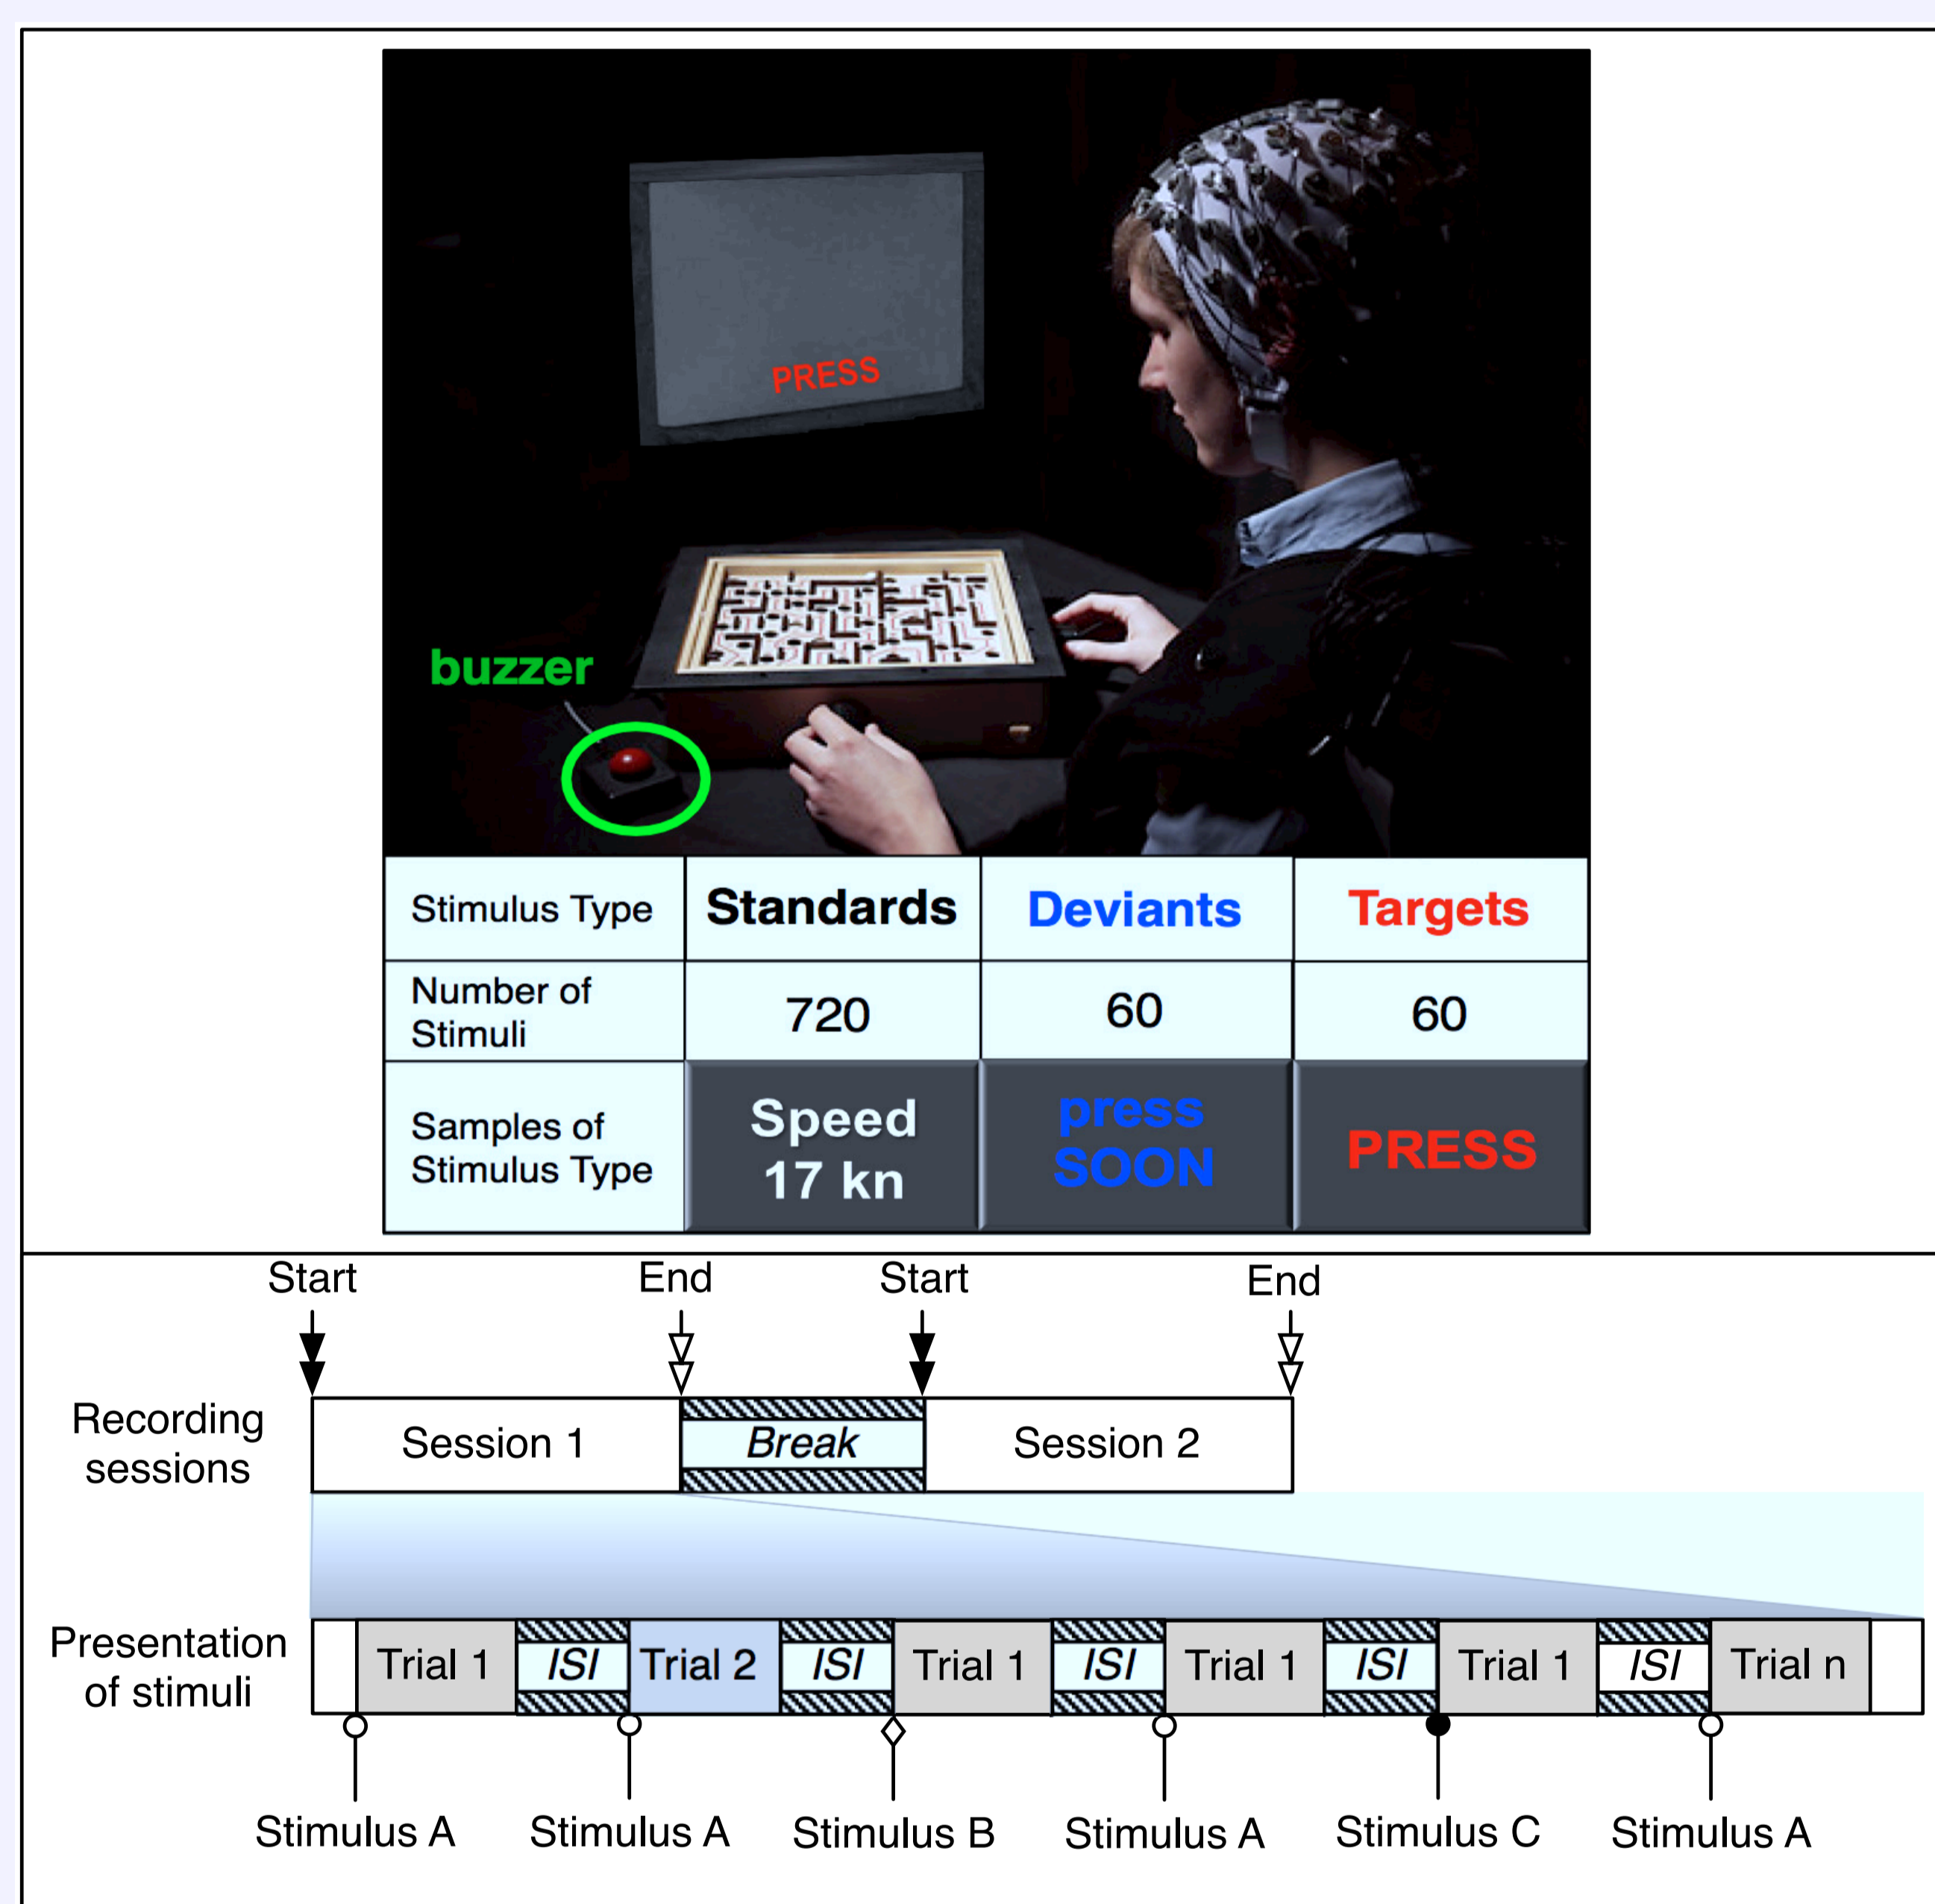 PRESS
buzzer
Stimulus Type
Standards
Deviants
Targets
Number of
Stimuli
720
60
60
Samples of
Stimulus Type
Speed
17 kn
press
SOON
PRESS
Start
End
Start
End
Recording
sessions
Session 1
Break
Session 2
Presentation
of stimuli
Trial 1
ISI
Trial 2
ISI
Trial 1
ISI
Trial 1
ISI
Trial 1
ISI
Trial n
Stimulus A
Stimulus A
Stimulus B
Stimulus A
Stimulus C
Stimulus A